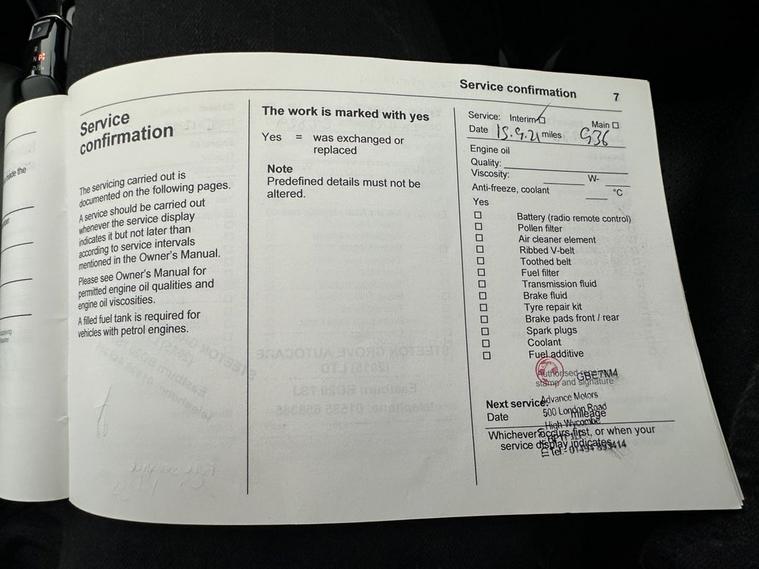 Service confirmation 7
Service
confirmation
The servicing carried out is
documented on the following pages.
A service should be carried out
whenever the service display
indicates it but not later than
according to service intervals
mentioned in the Owner's Manual.
Please see Owner's Manual for
permitted engine oil qualities and
engine oil viscosities.
A filled fuel tank is required for
vehicles with petrol engines.
The work is marked with yes
Yes = was exchanged or
replaced
Note
Predefined details must not be
altered.
Service: Interim Main
Date 15.9.21 miles 936
Engine oil
Quality:
Viscosity: W-
Anti-freeze, coolant °C
Yes
Battery (radio remote control)
Pollen filter
Air cleaner element
Ribbed V-belt
Toothed belt
Fuel filter
Transmission fluid
Brake fluid
Tyre repair kit
Brake pads front / rear
Spark plugs
Coolant
Fuel additive
Authorised
stamp and signature
GBE7M4
Next service:
Advance Motors
Date mileage
500 London Road
High Wycombe
Whichever occurs first, or when your
service display indicates